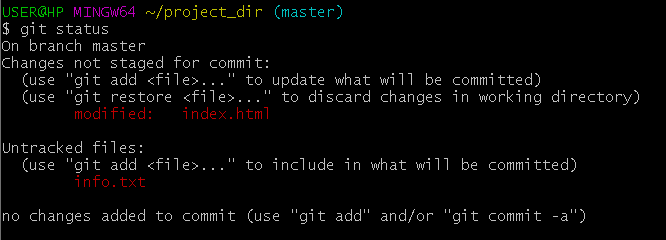 USER@HP MINGW64 ~/project_dir (master)
$ git status
On branch master
Changes not staged for commit:
  (use "git add <file>..." to update what will be committed)
  (use "git restore <file>..." to discard changes in working directory)
        modified:   index.html

Untracked files:
  (use "git add <file>..." to include in what will be committed)
        info.txt

no changes added to commit (use "git add" and/or "git commit -a")